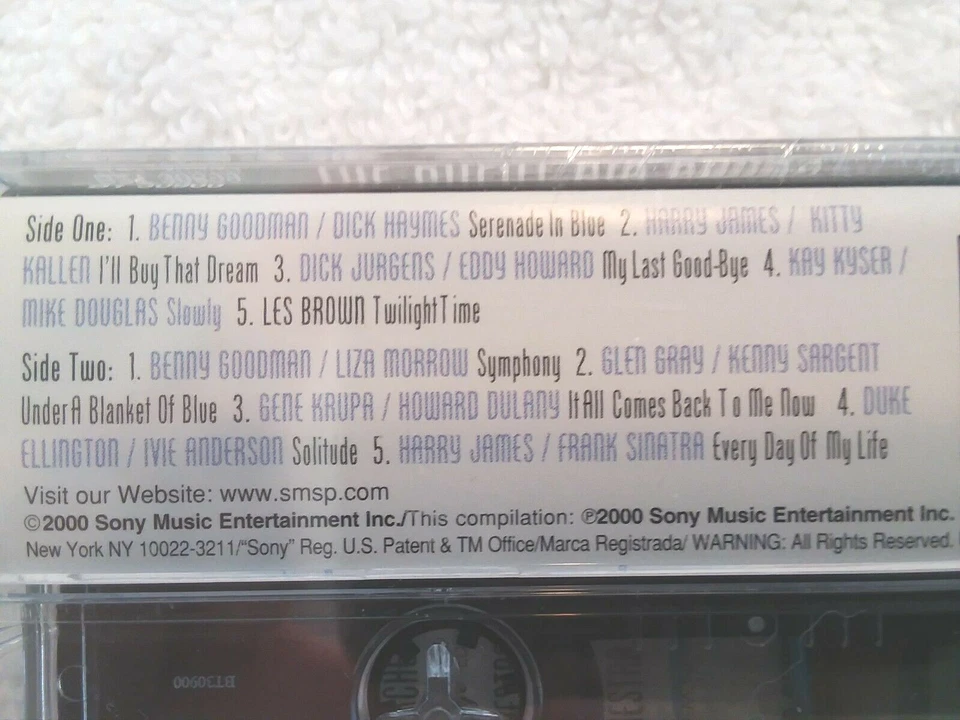 Side One: 1. BENNY GOODMAN / DICK HAYMES Serenade In Blue 2. HARRY JAMES / KITTY
KALLEN I'll Buy That Dream 3. DICK JURGENS / EDDY HOWARD My Last Good-Bye 4. KAY KYSER /
MIKE DOUGLAS Slowly 5. LES BROWN Twilight Time
Side Two: 1. BENNY GOODMAN / LIZA MORROW Symphony 2. GLEN GRAY / KENNY SARGENT
Under A Blanket Of Blue 3. GENE KRUPA / HOWARD DULANY It All Comes Back To Me Now 4. DUKE
ELLINGTON / IVIE ANDERSON Solitude 5. HARRY JAMES / FRANK SINATRA Every Day Of My Life
Visit our Website: www.smsp.com
©2000 Sony Music Entertainment Inc./This compilation: ℗2000 Sony Music Entertainment Inc.
New York NY 10022-3211/"Sony" Reg. U.S. Patent & TM Office/Marca Registrada/ WARNING: All Rights Reserved.
BT30900